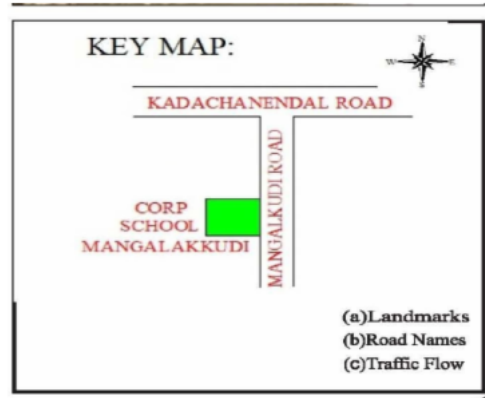 KEY MAP:
N
W E
S
KADACHANENDAL ROAD
MANGALKUDI ROAD
CORP
SCHOOL
MANGALAKKUDI
(a)Landmarks
(b)Road Names
(c)Traffic Flow